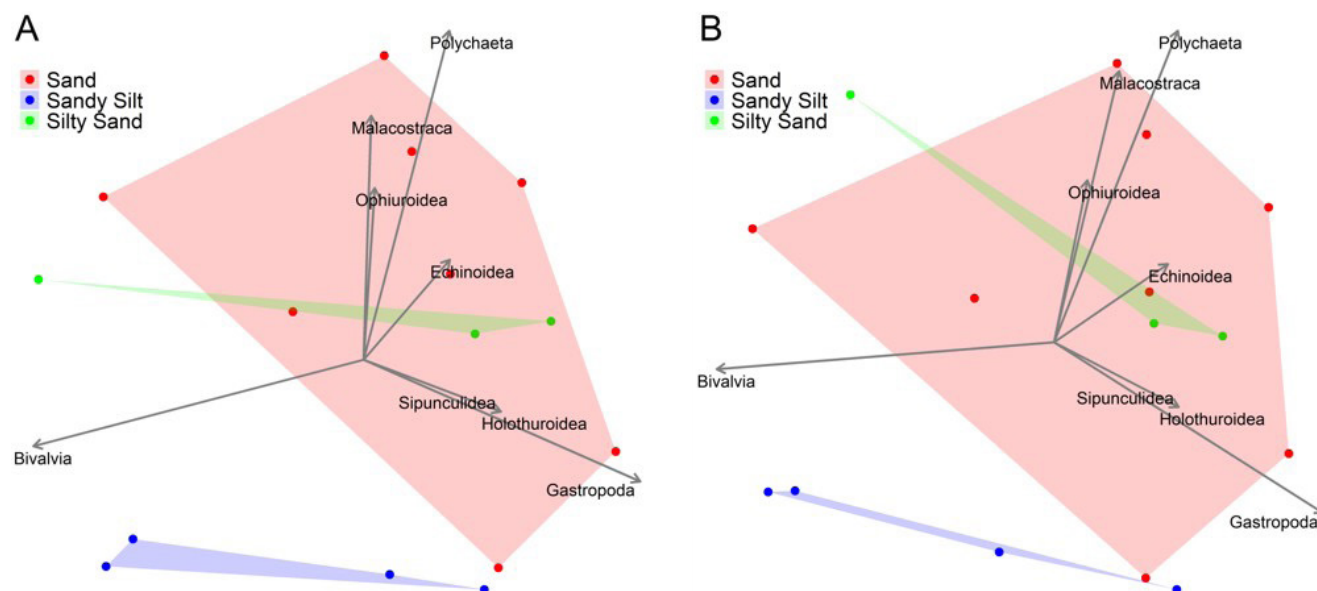 A
Sand
Sandy Silt
Silty Sand
Polychaeta
Malacostraca
Ophiuroidea
Echinoidea
Sipunculidea
Holothuroidea
Bivalvia
Gastropoda
B
Sand
Sandy Silt
Silty Sand
Polychaeta
Malacostraca
Ophiuroidea
Echinoidea
Bivalvia
Sipunculidea
Holothuroidea
Gastropoda